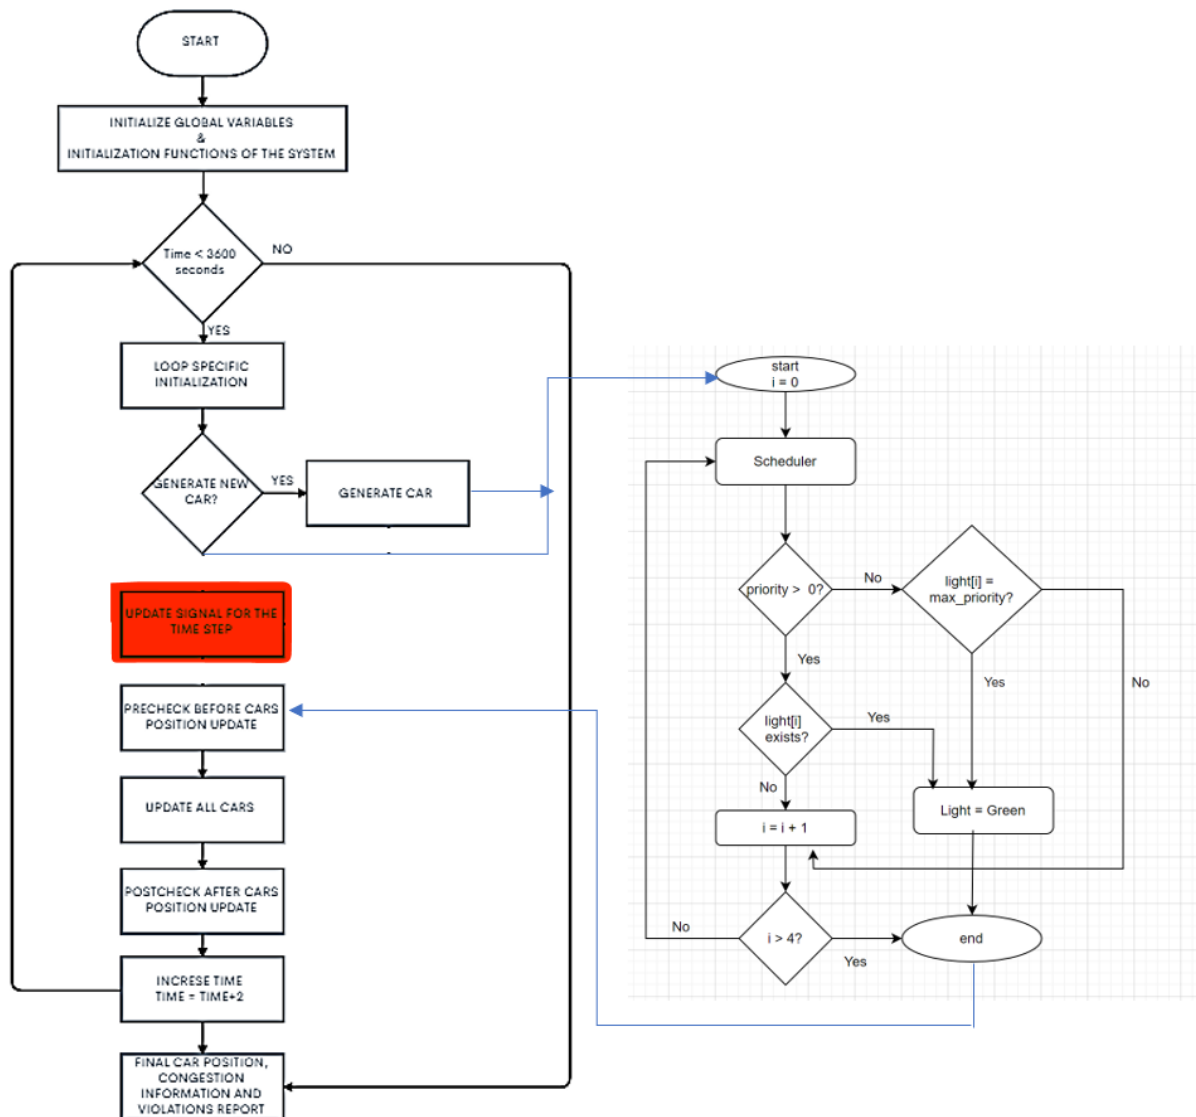 START
INITIALIZE GLOBAL VARIABLES
&
INITIALIZATION FUNCTIONS OF THE SYSTEM
Time < 3600
seconds
NO
YES
LOOP SPECIFIC
INITIALIZATION
GENERATE NEW
CAR?
YES
GENERATE CAR
UPDATE SIGNAL FOR THE
TIME STEP
PRECHECK BEFORE CARS
POSITION UPDATE
UPDATE ALL CARS
POSTCHECK AFTER CARS
POSITION UPDATE
INCRESE TIME
TIME = TIME+2
FINAL CAR POSITION,
CONGESTION
INFORMATION AND
VIOLATIONS REPORT
start
i = 0
Scheduler
priority > 0?
No
light[i] =
max_priority?
Yes
Yes
No
light[i]
exists?
Yes
No
i = i + 1
Light = Green
No
i > 4?
Yes
end